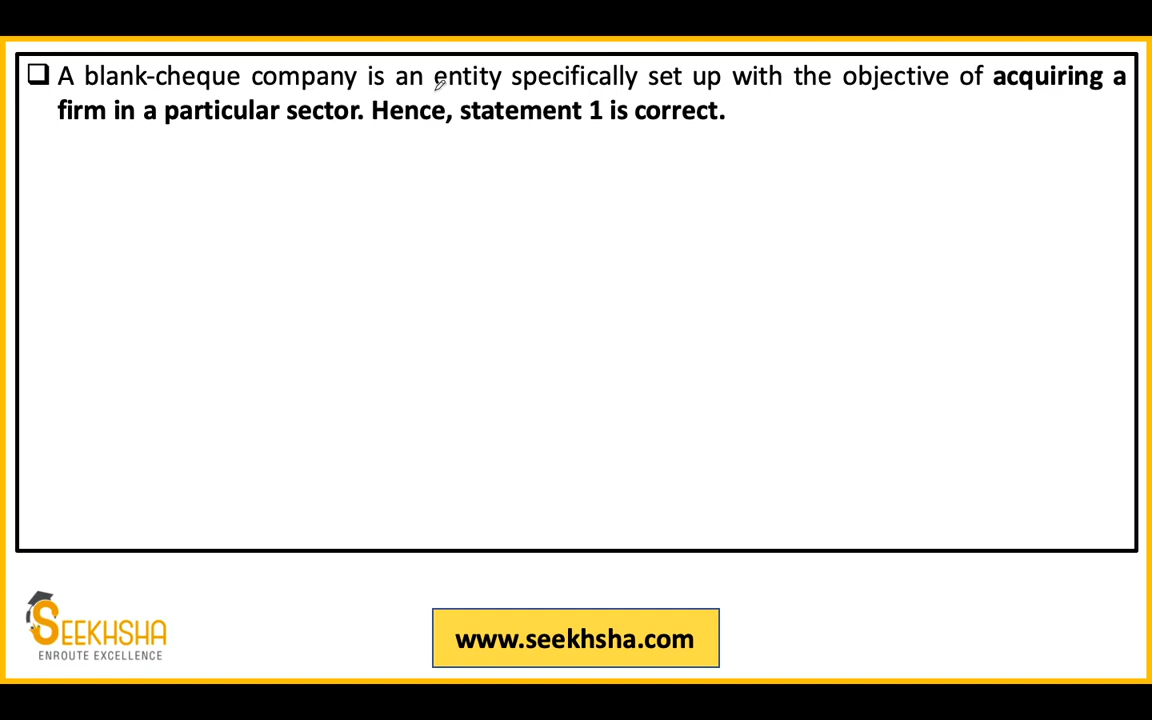 A blank-cheque company is an entity specifically set up with the objective of acquiring a
firm in a particular sector. Hence, statement 1 is correct.
SEEKHSHA
ENROUTE EXCELLENCE
www.seekhsha.com